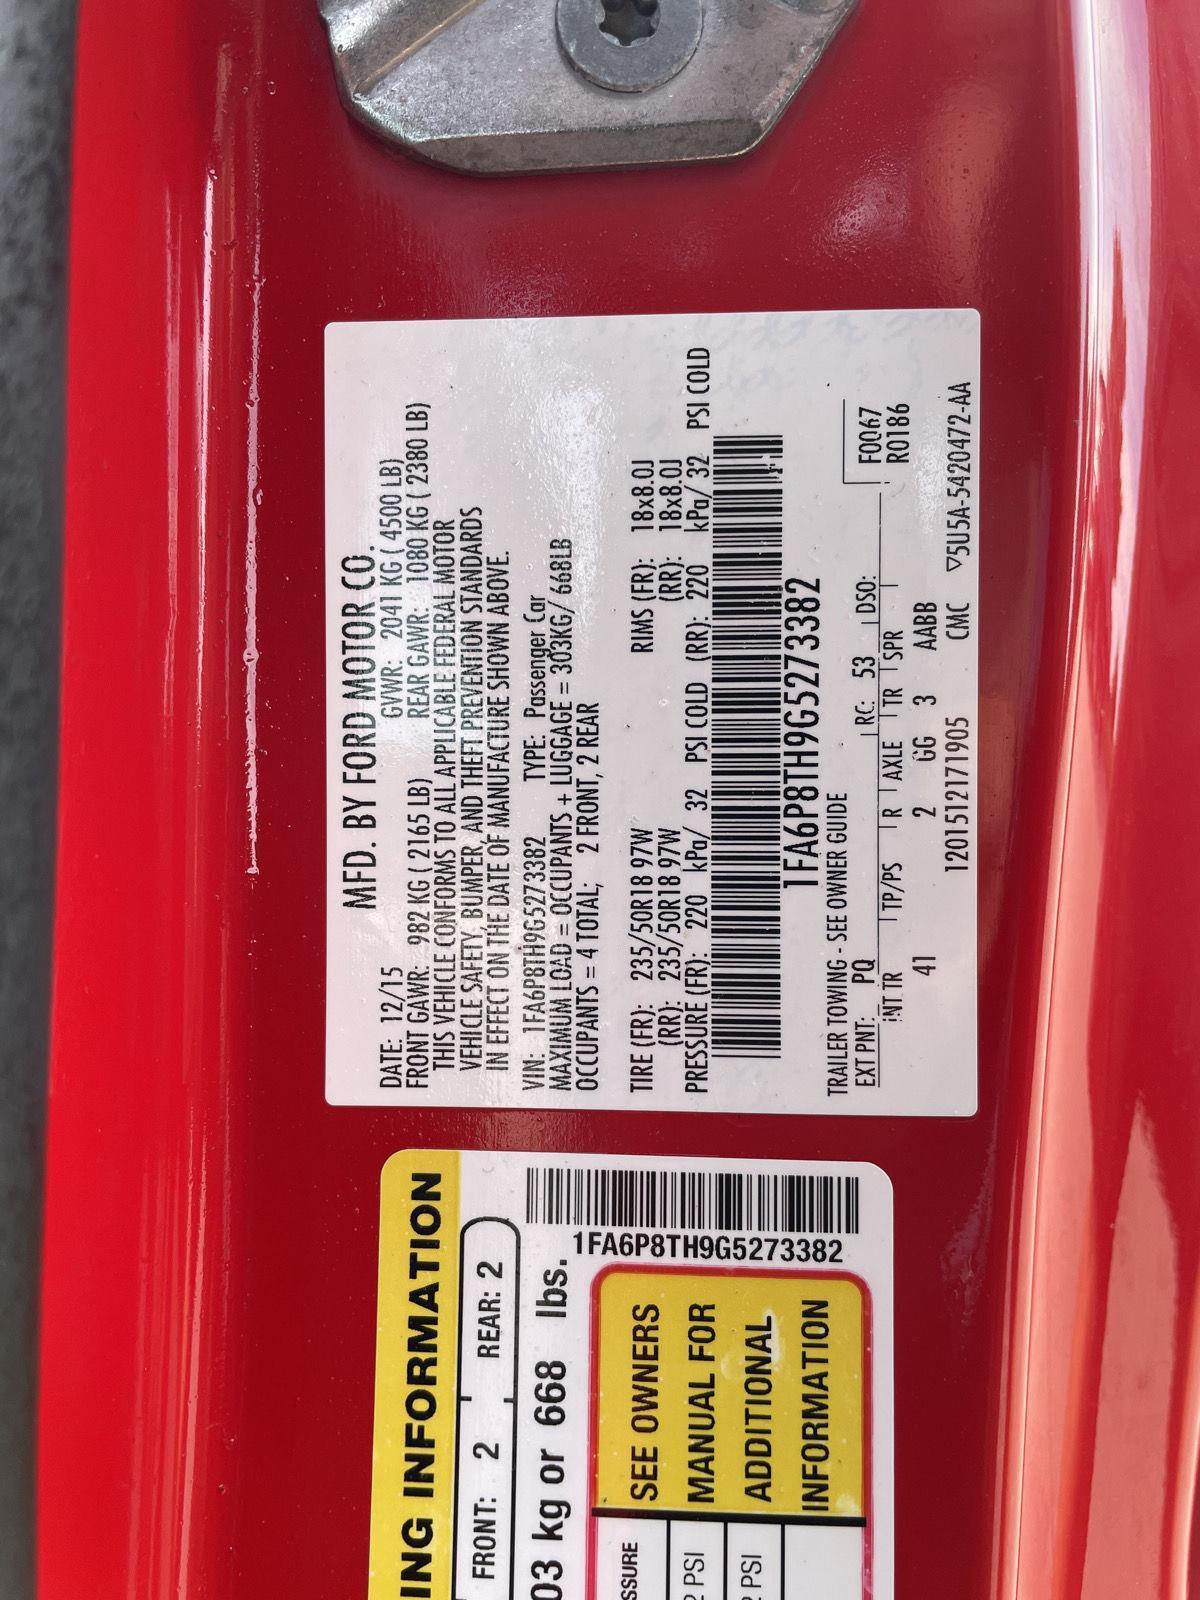 MFD. BY FORD MOTOR CO.
DATE: 12/15 GVWR: 2041 KG ( 4500 LB)
FRONT GAWR: 982 KG ( 2165 LB) REAR GAWR: 1080 KG ( 2380 LB)
THIS VEHICLE CONFORMS TO ALL APPLICABLE FEDERAL MOTOR
VEHICLE SAFETY, BUMPER, AND THEFT PREVENTION STANDARDS
IN EFFECT ON THE DATE OF MANUFACTURE SHOWN ABOVE.
VIN: 1FA6P8TH9G5273382 TYPE: Passenger Car
MAXIMUM LOAD = OCCUPANTS + LUGGAGE = 303KG/ 668LB
OCCUPANTS = 4 TOTAL; 2 FRONT, 2 REAR
TIRE (FR): 235/50R18 97W RIMS (FR): 18x8.0J
(RR): 235/50R18 97W (RR): 18x8.0J
PRESSURE (FR): 220 kPa/ 32 PSI COLD (RR): 220 kPa/ 32 PSI COLD
1FA6P8TH9G5273382
TRAILER TOWING - SEE OWNER GUIDE
F0067
R0186
EXT PNT: PQ RC: 53 DSO:
INT TR TP/PS R AXLE TR SPR
41 2 GG 3 AABB
1201512171905 CMC ▽5U5A-5420472-AA
ING INFORMATION
FRONT: 2 REAR: 2
03 kg or 668 lbs.
1FA6P8TH9G5273382
SSURE
2 PSI
2 PSI
SEE OWNERS
MANUAL FOR
ADDITIONAL
INFORMATION